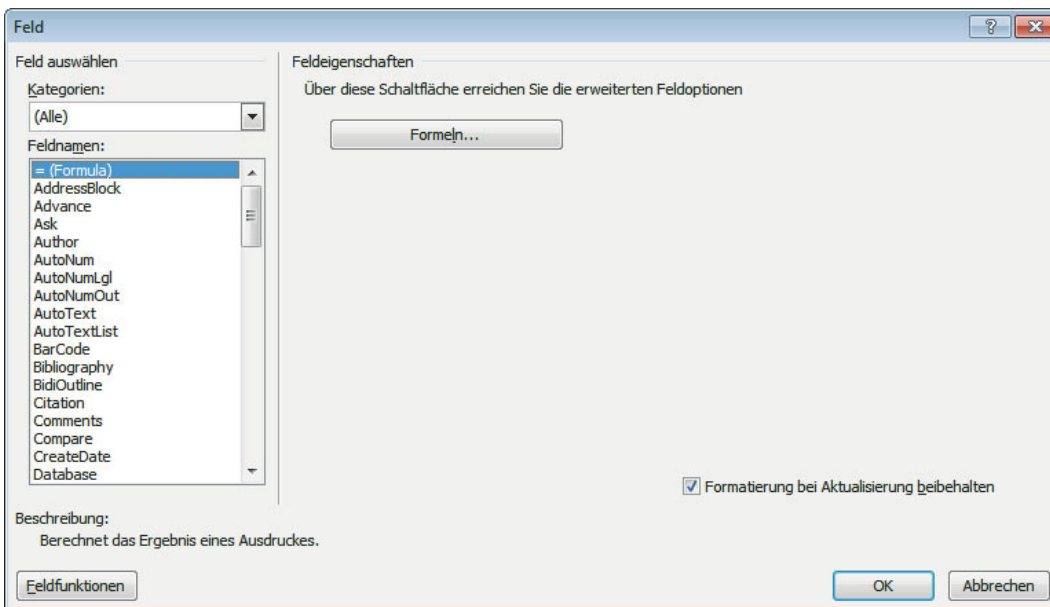 Feld
Feld auswählen
Kategorien:
(Alle)
Feldnamen:
= (Formula)
AddressBlock
Advance
Ask
Author
AutoNum
AutoNumLgl
AutoNumOut
AutoText
AutoTextList
BarCode
Bibliography
BidiOutline
Citation
Comments
Compare
CreateDate
Database
Feldeigenschaften
Über diese Schaltfläche erreichen Sie die erweiterten Feldoptionen
Formeln...
Formatierung bei Aktualisierung beibehalten
Beschreibung:
Berechnet das Ergebnis eines Ausdruckes.
Feldfunktionen
OK
Abbrechen